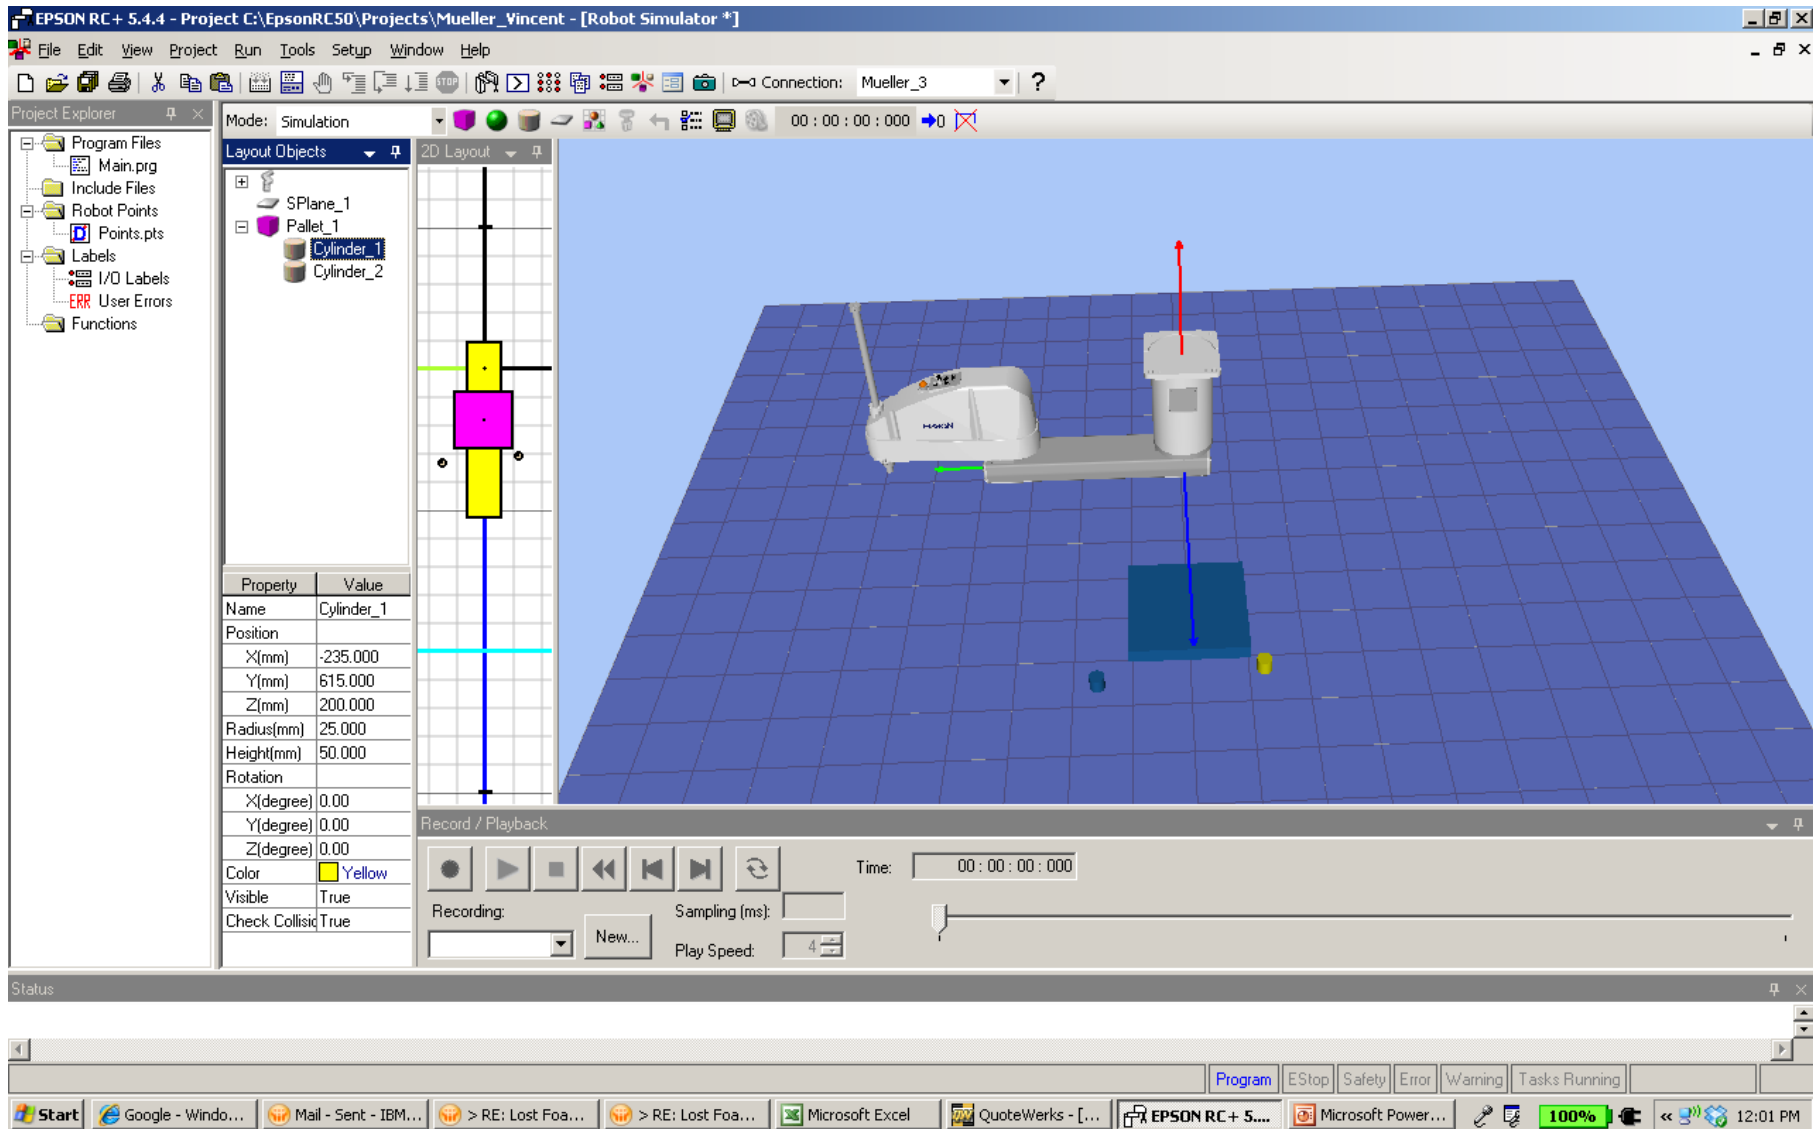 EPSON RC+ 5.4.4 - Project C:\EpsonRC50\Projects\Mueller_Vincent - [Robot Simulator *]
File Edit View Project Run Tools Setup Window Help
Connection: Mueller_3
Project Explorer
Program Files
Main.prg
Include Files
Robot Points
Points.pts
Labels
I/O Labels
ERR User Errors
Functions
Mode: Simulation
00 : 00 : 00 : 000
Layout Objects
SPlane_1
Pallet_1
Cylinder_1
Cylinder_2
2D Layout
Property Value
Name Cylinder_1
Position
X(mm) -235.000
Y(mm) 615.000
Z(mm) 200.000
Radius(mm) 25.000
Height(mm) 50.000
Rotation
X(degree) 0.00
Y(degree) 0.00
Z(degree) 0.00
Color Yellow
Visible True
Check Collisio True
Record / Playback
Time: 00 : 00 : 00 : 000
Recording:
New...
Sampling (ms):
Play Speed: 4
Status
Program EStop Safety Error Warning Tasks Running
Start Google - Windo... Mail - Sent - IBM... > RE: Lost Foa... > RE: Lost Foa... Microsoft Excel QuoteWerks - [... EPSON RC+ 5.... Microsoft Power... 100% 12:01 PM